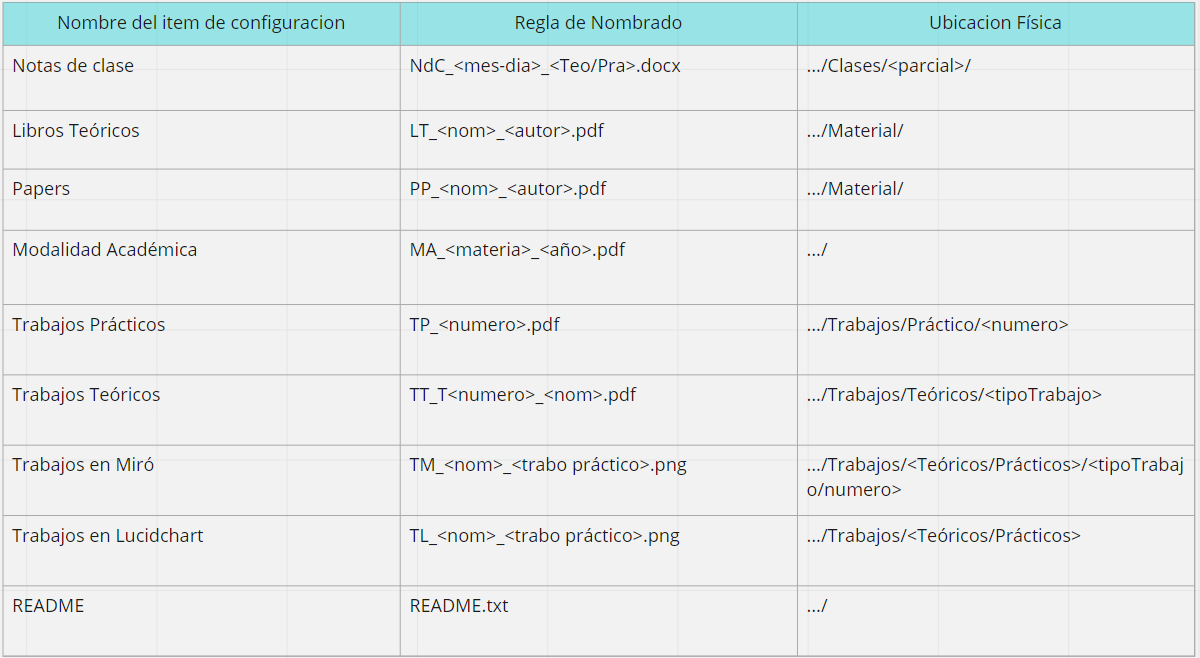 Nombre del item de configuracion Regla de Nombrado Ubicacion Física
Notas de clase NdC_<mes-dia>_<Teo/Pra>.docx .../Clases/<parcial>/
Libros Teóricos LT_<nom>_<autor>.pdf .../Material/
Papers PP_<nom>_<autor>.pdf .../Material/
Modalidad Académica MA_<materia>_<año>.pdf .../
Trabajos Prácticos TP_<numero>.pdf .../Trabajos/Práctico/<numero>
Trabajos Teóricos TT_T<numero>_<nom>.pdf .../Trabajos/Teóricos/<tipoTrabajo>
Trabajos en Miró TM_<nom>_<trabo práctico>.png .../Trabajos/<Teóricos/Prácticos>/<tipoTrabaj
o/numero>
Trabajos en Lucidchart TL_<nom>_<trabo práctico>.png .../Trabajos/<Teóricos/Prácticos>
README README.txt .../